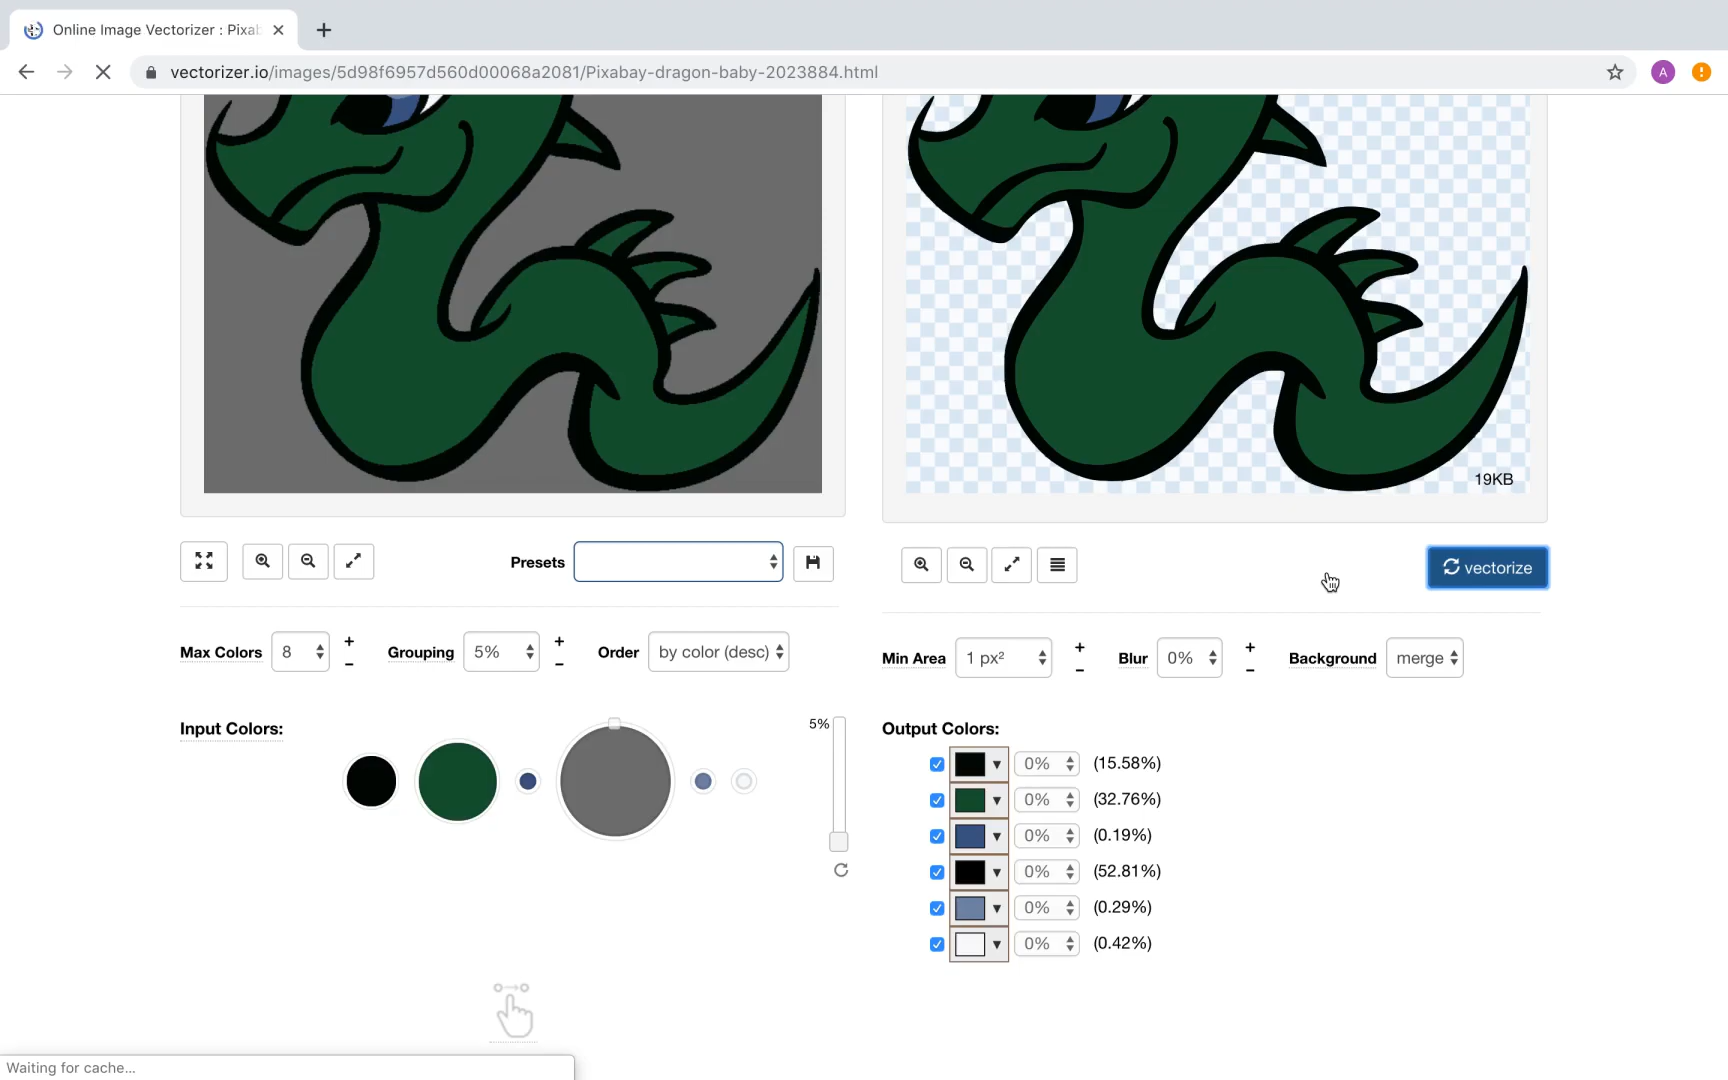 Online Image Vectorizer : Pixab
vectorizer.io/images/5d98f6957d560d00068a2081/Pixabay-dragon-baby-2023884.html
A
19KB
Presets
vectorize
Max Colors 8 + - Grouping 5% + - Order by color (desc)
Min Area 1 px² + - Blur 0% + - Background merge
Input Colors:
5%
Output Colors:
0% (15.58%)
0% (32.76%)
0% (0.19%)
0% (52.81%)
0% (0.29%)
0% (0.42%)
Waiting for cache...